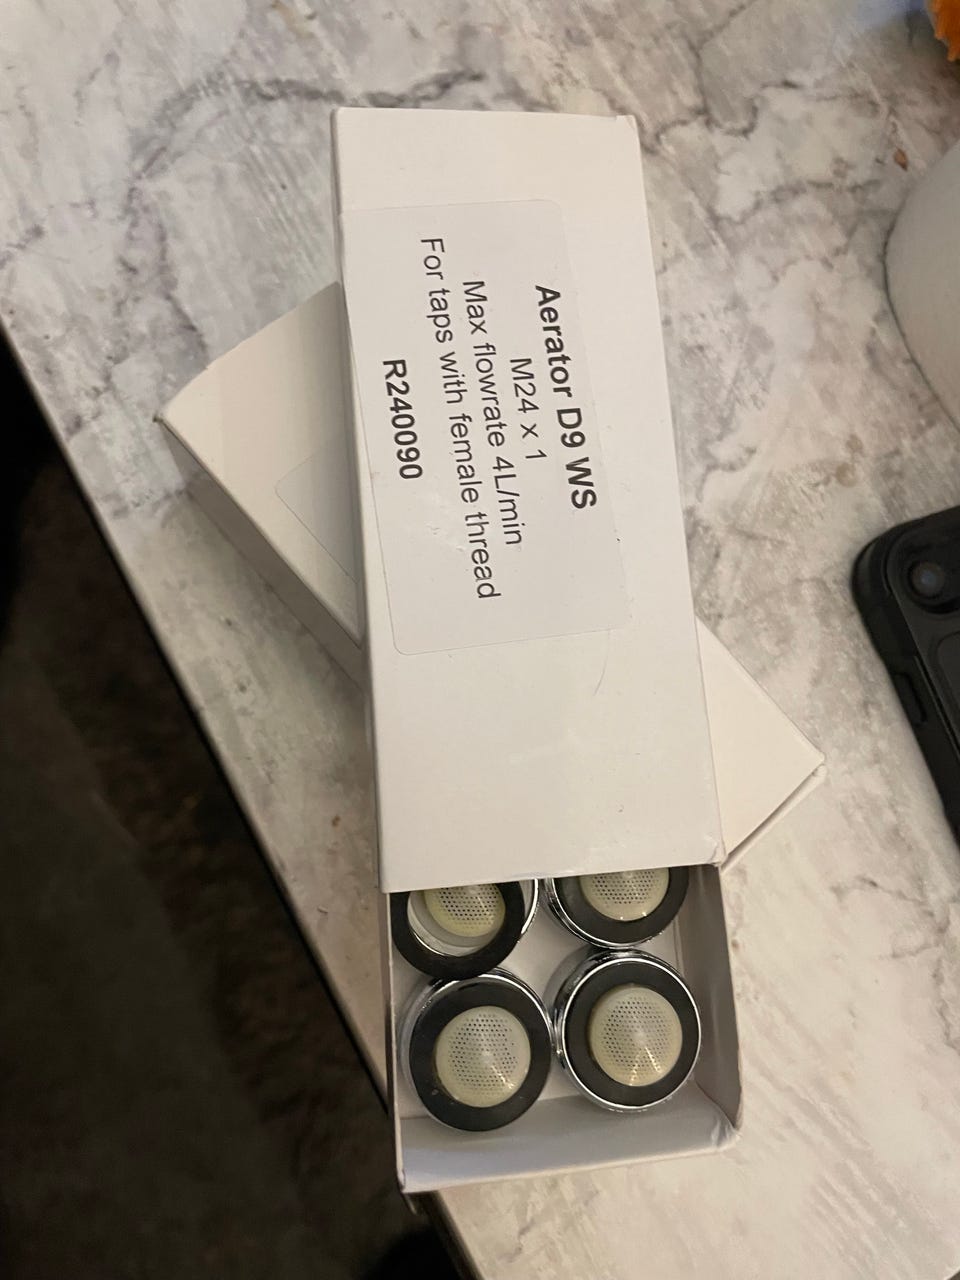 Aerator D9 WS
M24 x 1
Max flowrate 4L/min
For taps with female thread
R240090